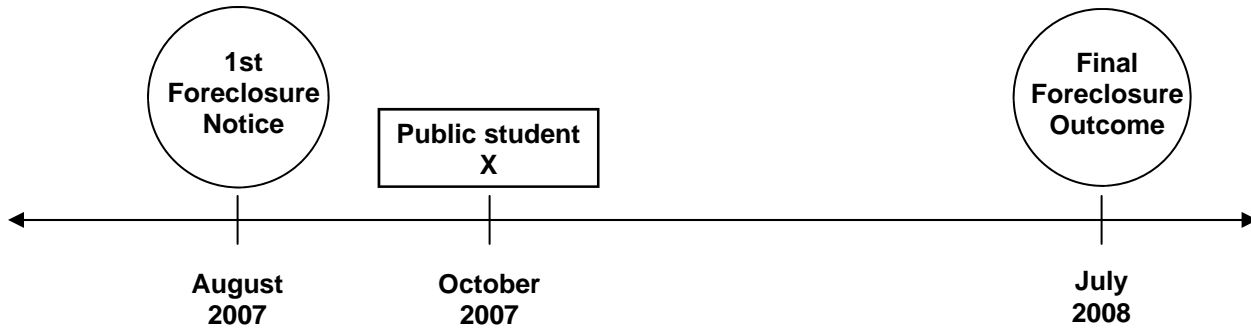 1st
Foreclosure
Notice
Public student
X
Final
Foreclosure
Outcome
August
2007
October
2007
July
2008